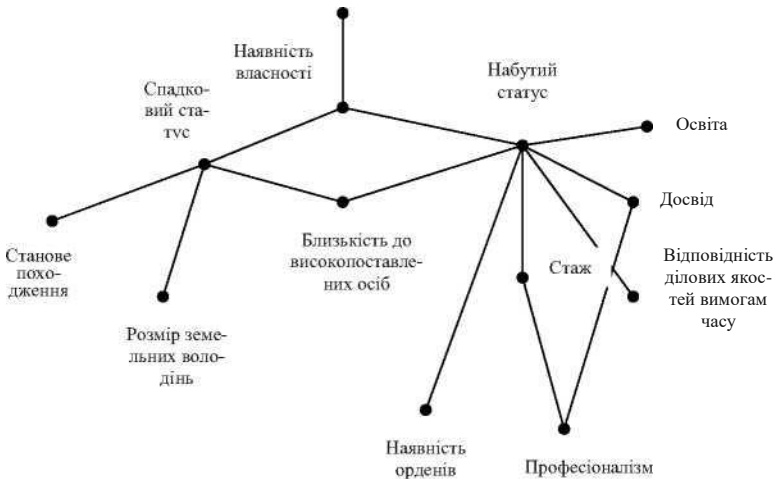 Наявність
власності
Спадко-
вий ста-
тус
Набутий
статус
Освіта
Досвід
Станове
похо-
дження
Близькість до
високопоставле-
них осіб
Стаж
Відповідність
ділових якос-
тей вимогам
часу
Розмір земе-
льних воло-
дінь
Наявність
орденів
Професіоналізм